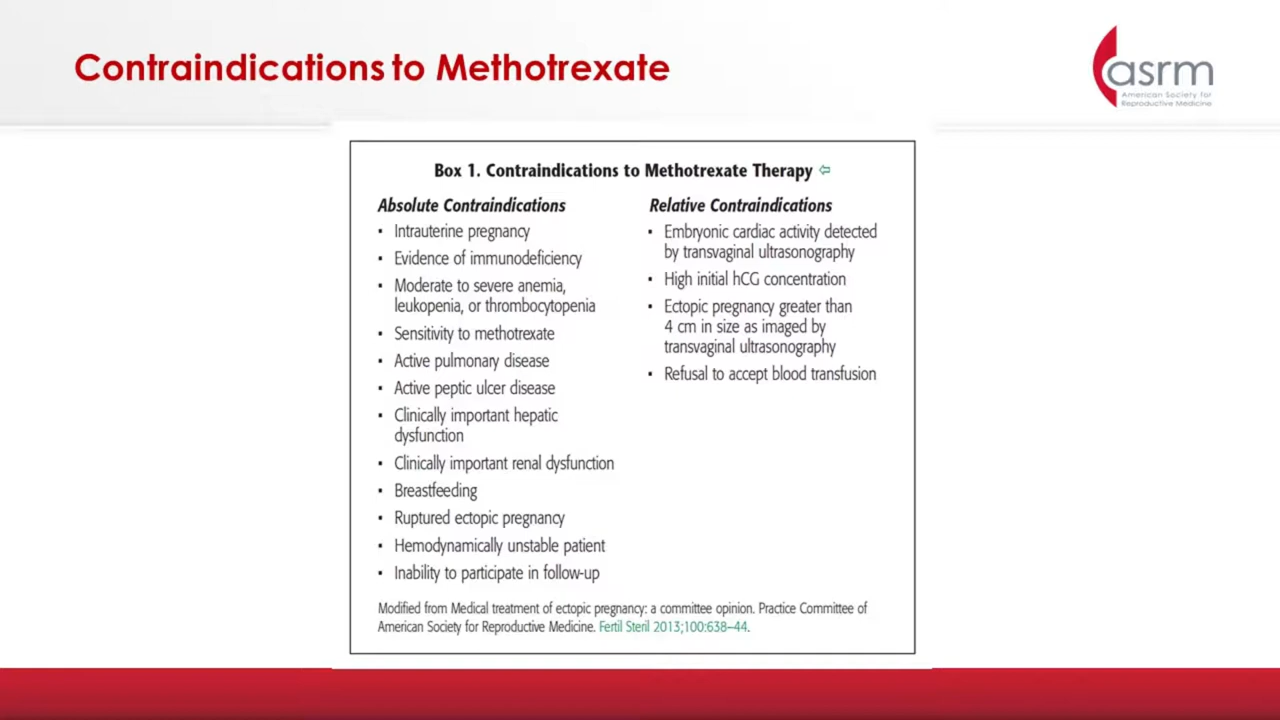 Contraindications to Methotrexate
asrm
American Society for
Reproductive Medicine
Box 1. Contraindications to Methotrexate Therapy ⇦
Absolute Contraindications
• Intrauterine pregnancy
• Evidence of immunodeficiency
• Moderate to severe anemia,
leukopenia, or thrombocytopenia
• Sensitivity to methotrexate
• Active pulmonary disease
• Active peptic ulcer disease
• Clinically important hepatic
dysfunction
• Clinically important renal dysfunction
• Breastfeeding
• Ruptured ectopic pregnancy
• Hemodynamically unstable patient
• Inability to participate in follow-up
Relative Contraindications
• Embryonic cardiac activity detected
by transvaginal ultrasonography
• High initial hCG concentration
• Ectopic pregnancy greater than
4 cm in size as imaged by
transvaginal ultrasonography
• Refusal to accept blood transfusion
Modified from Medical treatment of ectopic pregnancy: a committee opinion. Practice Committee of
American Society for Reproductive Medicine. Fertil Steril 2013;100:638–44.